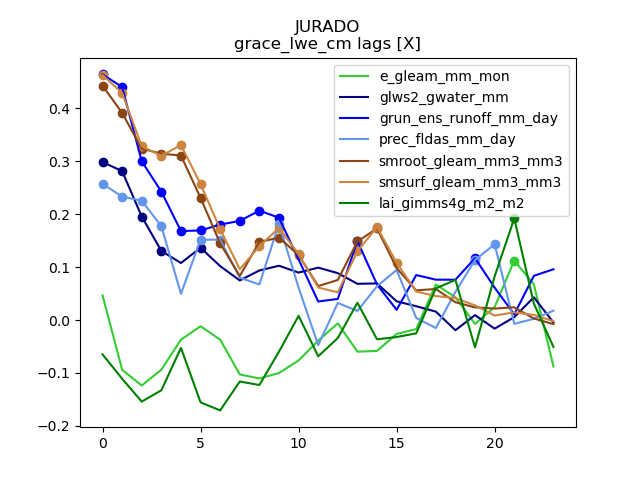 JURADO
grace_lwe_cm lags [X]
e_gleam_mm_mon
glws2_gwater_mm
grun_ens_runoff_mm_day
prec_fldas_mm_day
smroot_gleam_mm3_mm3
smsurf_gleam_mm3_mm3
lai_gimms4g_m2_m2
0.4
0.3
0.2
0.1
0.0
−0.1
−0.2
0 5 10 15 20